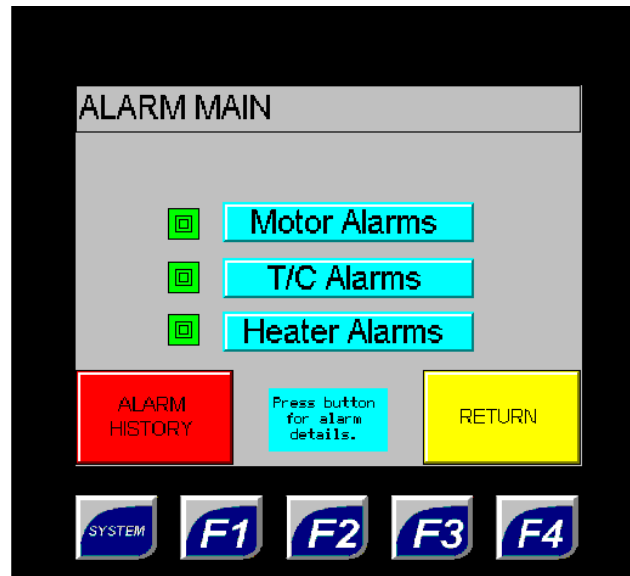 ALARM MAIN
Motor Alarms
T/C Alarms
Heater Alarms
ALARM
HISTORY
Press button
for alarm
details.
RETURN
SYSTEM
F1
F2
F3
F4